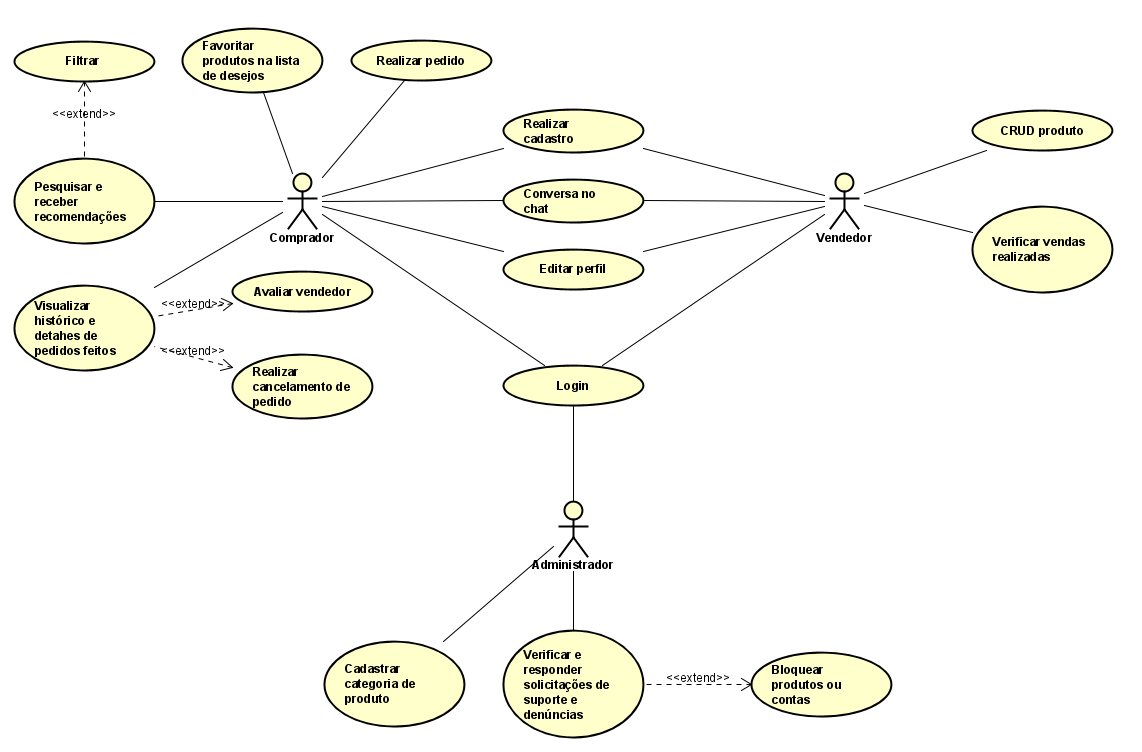 Favoritar
produtos na lista
de desejos
Filtrar
Realizar pedido
<<extend>>
Realizar
cadastro
CRUD produto
Pesquisar e
receber
recomendações
Conversa no
chat
Comprador
Vendedor
Verificar vendas
realizadas
Editar perfil
Visualizar
histórico e
detahes de
pedidos feitos
<<extend>>
Avaliar vendedor
<<extend>>
Realizar
cancelamento de
pedido
Login
Administrador
Cadastrar
categoria de
produto
Verificar e
responder
solicitações de
suporte e
denúncias
<<extend>>
Bloquear
produtos ou
contas